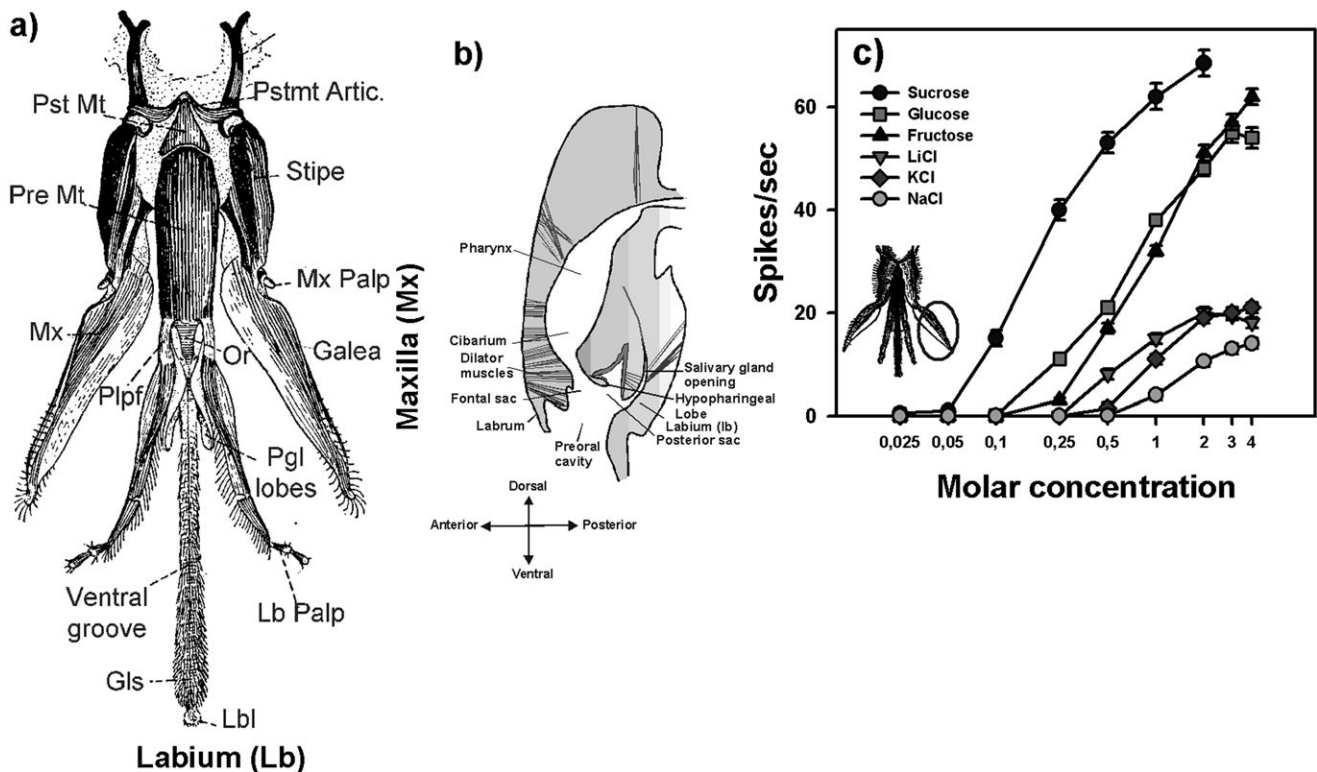 a)
Pst Mt
Pstmt Artic.
Pre Mt
Stipe
Mx Palp
Mx
Or
Galea
Plpf
Pgl
lobes
Ventral
groove
Lb Palp
Gls
Lbl
Labium (Lb)
Maxilla (Mx)
b)
Pharynx
Cibarium
Dilator
muscles
Fontal sac
Labrum
Preoral
cavity
Salivary gland
opening
Hypopharingeal
Lobe
Labium (lb)
Posterior sac
Dorsal
Anterior
Posterior
Ventral
c)
Sucrose
Glucose
Fructose
LiCl
KCl
NaCl
Spikes/sec
60
40
20
0
0,025 0,05 0,1 0,25 0,5 1 2 3 4
Molar concentration